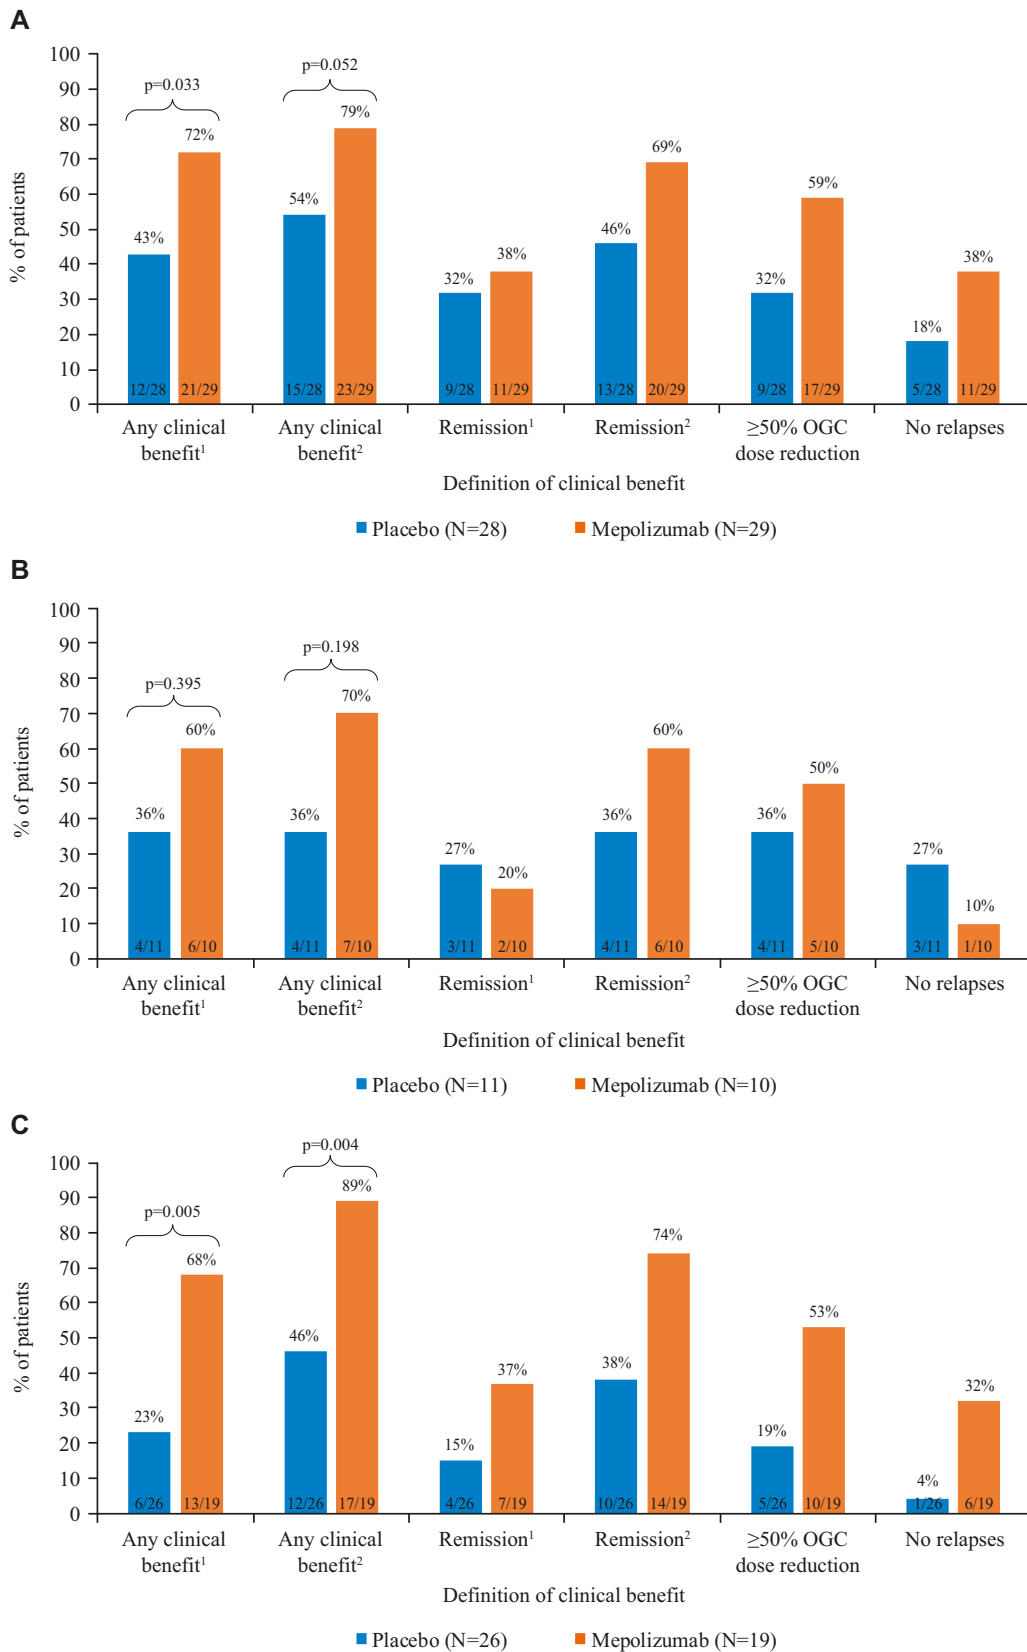 A
100
90
80
70
60
50
40
30
20
10
0
% of patients
p=0.033
p=0.052
43%
72%
54%
79%
32%
38%
46%
69%
32%
59%
18%
38%
12/28
21/29
15/28
23/29
9/28
11/29
13/28
20/29
9/28
17/29
5/28
11/29
Any clinical
benefit¹
Any clinical
benefit²
Remission¹
Remission²
≥50% OGC
dose reduction
No relapses
Definition of clinical benefit
Placebo (N=28)
Mepolizumab (N=29)
B
100
90
80
70
60
50
40
30
20
10
0
% of patients
p=0.395
p=0.198
36%
60%
36%
70%
27%
20%
36%
60%
36%
50%
27%
10%
4/11
6/10
4/11
7/10
3/11
2/10
4/11
6/10
4/11
5/10
3/11
1/10
Any clinical
benefit¹
Any clinical
benefit²
Remission¹
Remission²
≥50% OGC
dose reduction
No relapses
Definition of clinical benefit
Placebo (N=11)
Mepolizumab (N=10)
C
100
90
80
70
60
50
40
30
20
10
0
% of patients
p=0.005
p=0.004
23%
68%
46%
89%
15%
37%
38%
74%
19%
53%
4%
32%
6/26
13/19
12/26
17/19
4/26
7/19
10/26
14/19
5/26
10/19
1/26
6/19
Any clinical
benefit¹
Any clinical
benefit²
Remission¹
Remission²
≥50% OGC
dose reduction
No relapses
Definition of clinical benefit
Placebo (N=26)
Mepolizumab (N=19)